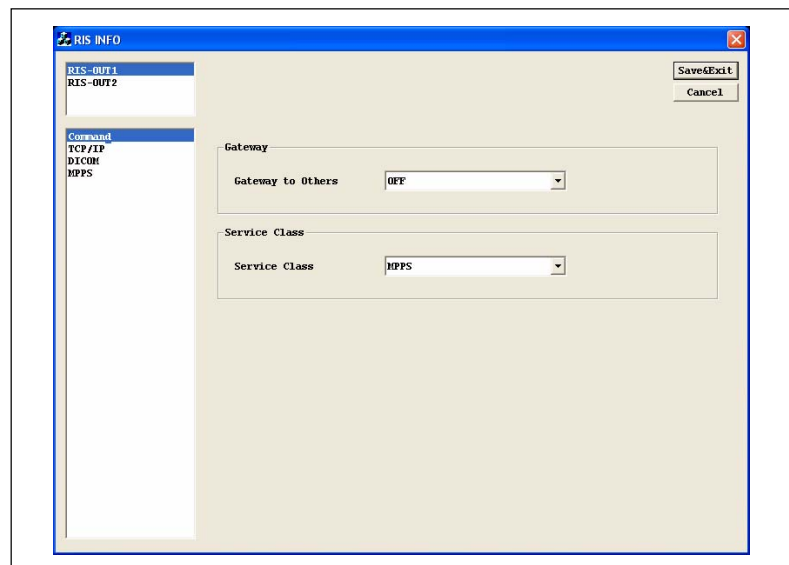 RIS INFO
RIS-OUT1
RIS-OUT2
Save&Exit
Cancel
Command
TCP/IP
DICOM
MPPS
Gateway
Gateway to Others
OFF
Service Class
Service Class
MPPS